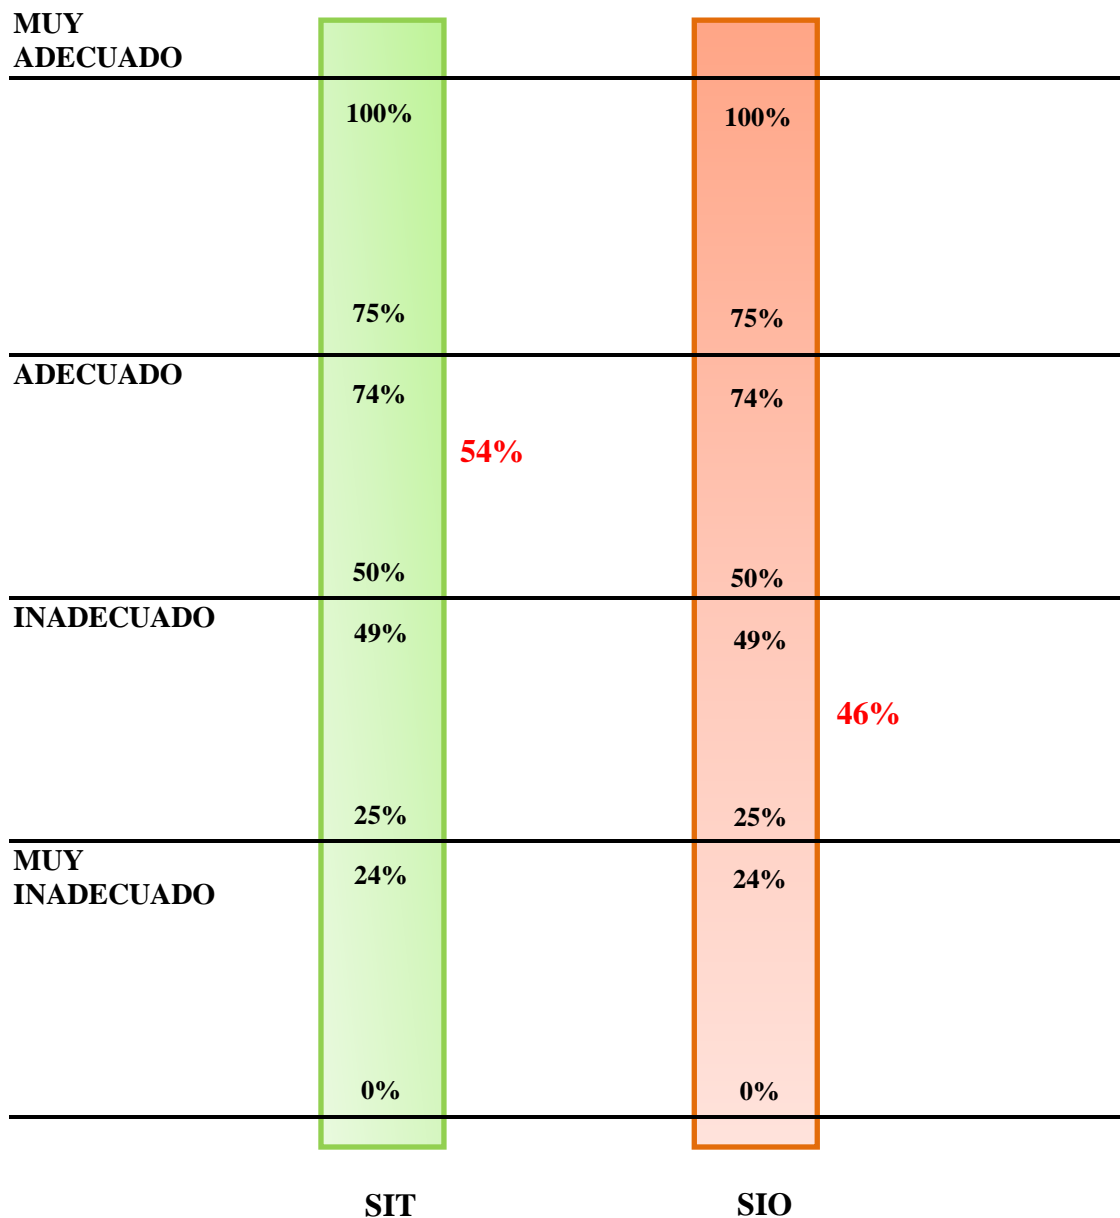 MUY
ADECUADO
100% 100%
75% 75%
ADECUADO
74% 74%
54%
50% 50%
INADECUADO
49% 49%
46%
25% 25%
MUY
INADECUADO
24% 24%
0% 0%
SIT SIO